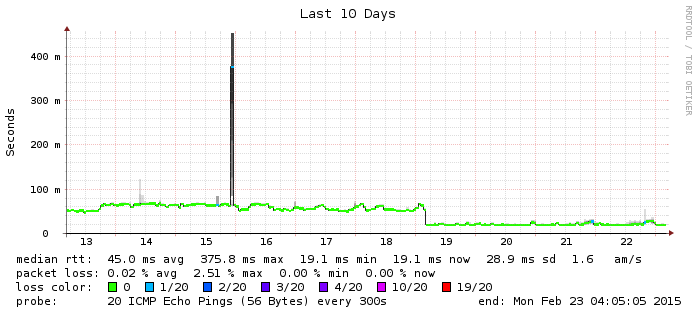 Last 10 Days
RRDTOOL / TOBI OETIKER
Seconds
400 m
300 m
200 m
100 m
0
13 14 15 16 17 18 19 20 21 22
median rtt: 45.0 ms avg 375.8 ms max 19.1 ms min 19.1 ms now 28.9 ms sd 1.6 am/s
packet loss: 0.02 % avg 2.51 % max 0.00 % min 0.00 % now
loss color: 0 1/20 2/20 3/20 4/20 10/20 19/20
probe: 20 ICMP Echo Pings (56 Bytes) every 300s end: Mon Feb 23 04:05:05 2015